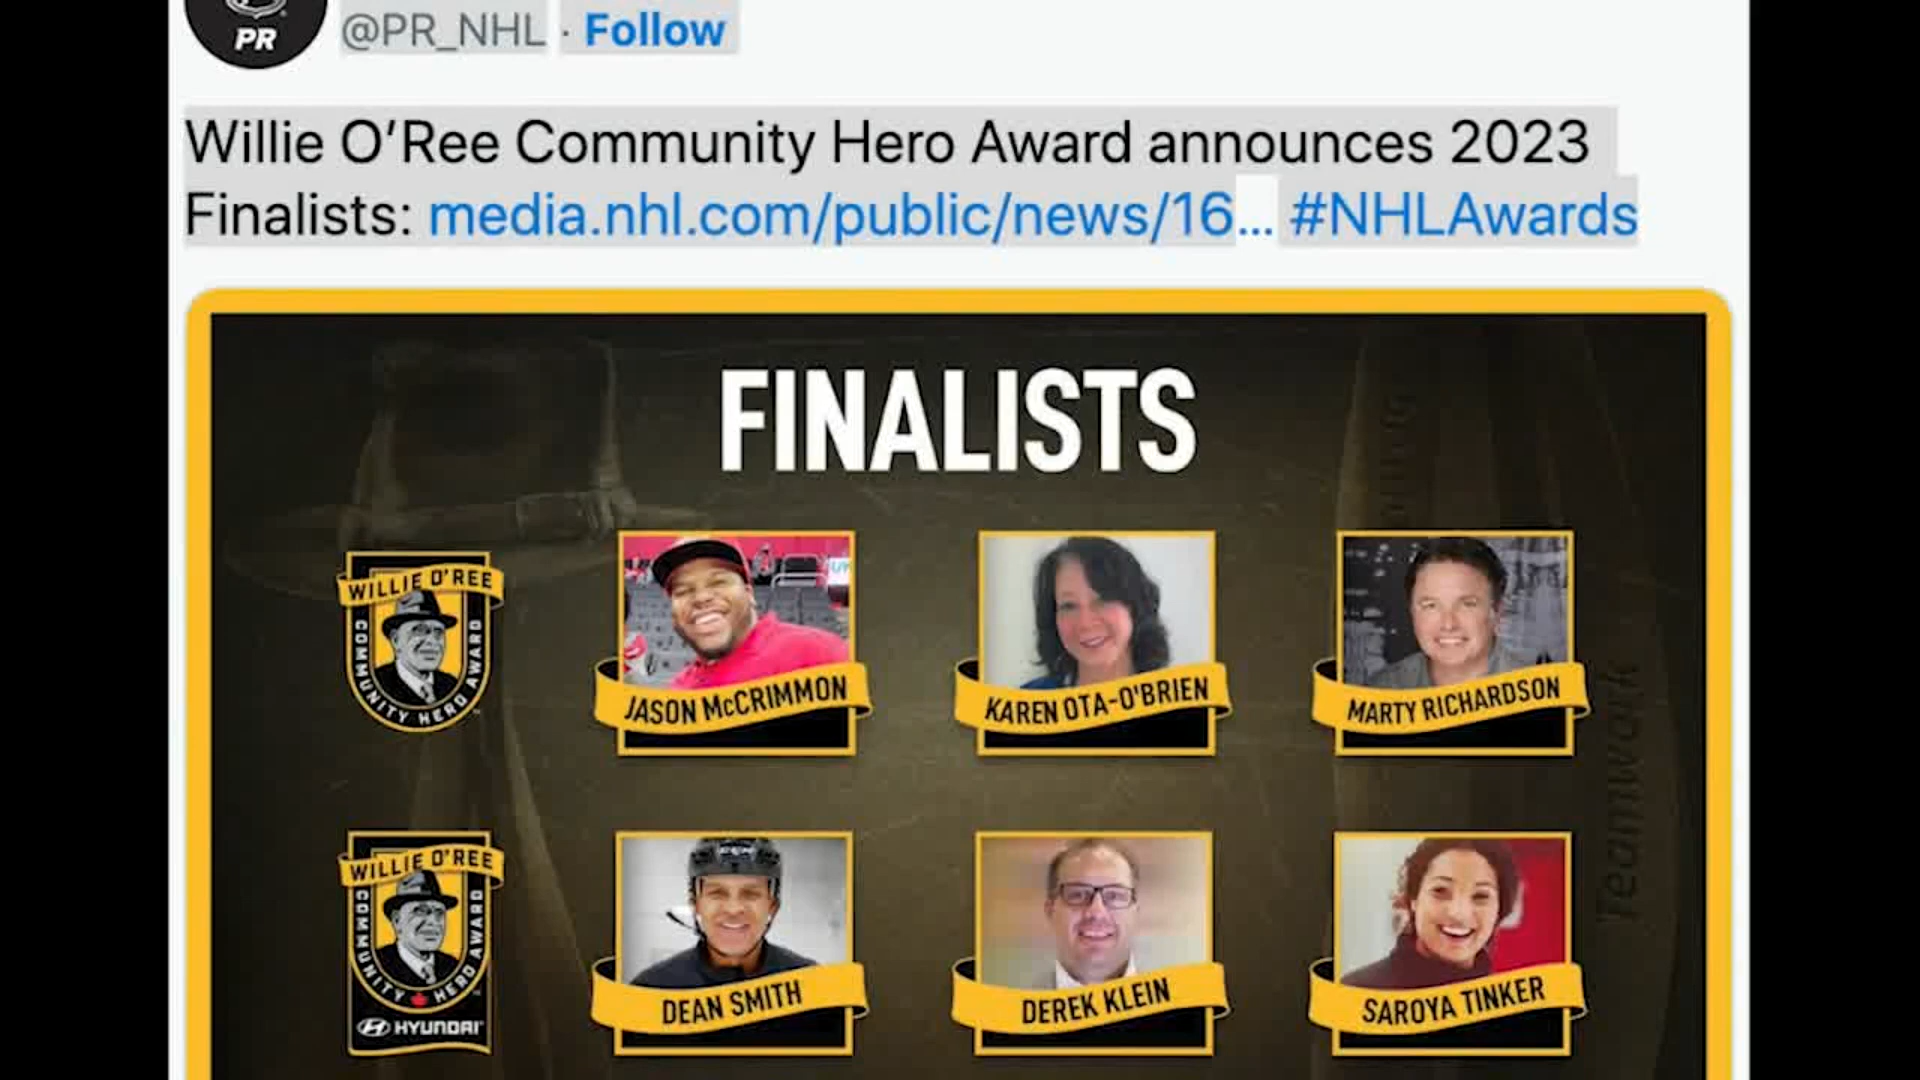 PR
@PR_NHL · Follow
Willie O’Ree Community Hero Award announces 2023
Finalists: media.nhl.com/public/news/16… #NHLAwards
FINALISTS
WILLIE O'REE
COMMUNITY HERO AWARD
JASON McCRIMMON
KAREN OTA-O'BRIEN
MARTY RICHARDSON
Teamwork
WILLIE O'REE
COMMUNITY HERO AWARD
HYUNDAI
CCM
DEAN SMITH
DEREK KLEIN
SAROYA TINKER